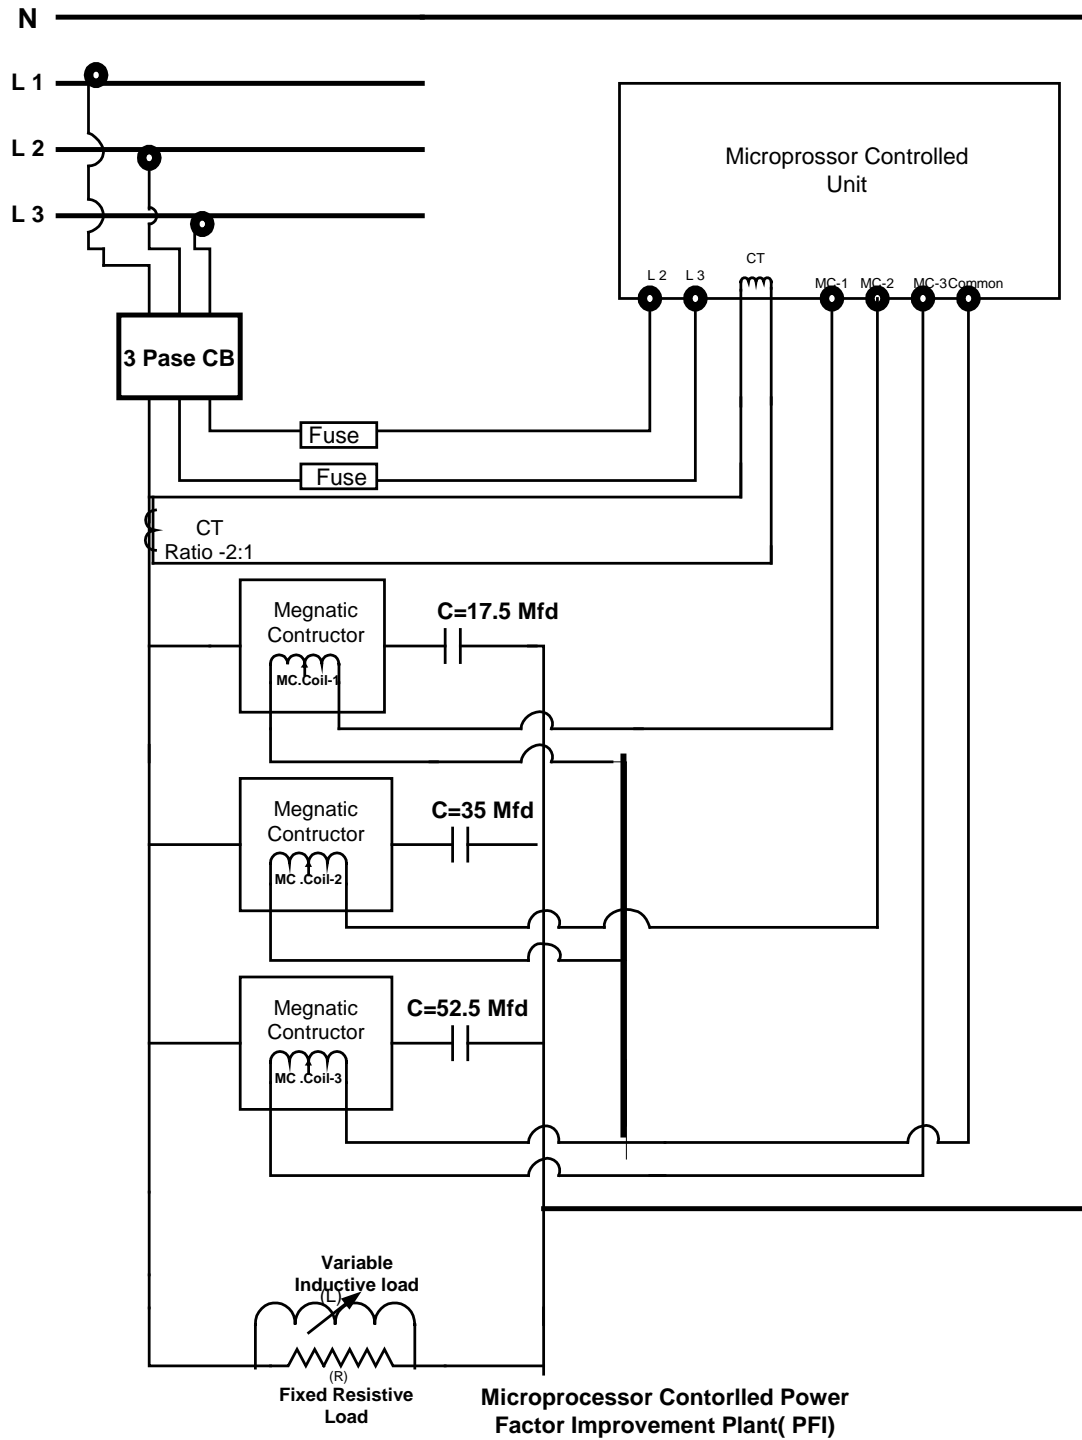 N
L 1
L 2
L 3
Microprossor Controlled
Unit
L 2
L 3
CT
MC-1
MC-2
MC-3
Common
3 Pase CB
Fuse
Fuse
CT
Ratio -2:1
Megnatic
Contructor
MC.Coil-1
C=17.5 Mfd
Megnatic
Contructor
MC .Coil-2
C=35 Mfd
Megnatic
Contructor
MC .Coil-3
C=52.5 Mfd
Variable
Inductive load
(L)
(R)
Fixed Resistive
Load
Microprocessor Contorlled Power
Factor Improvement Plant( PFI)